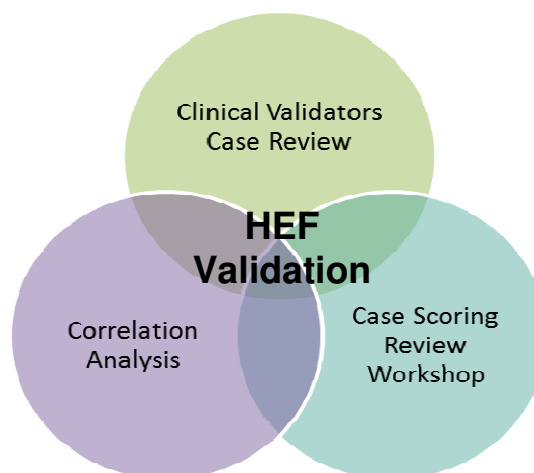 Clinical Validators
Case Review
HEF
Validation
Correlation
Analysis
Case Scoring
Review
Workshop